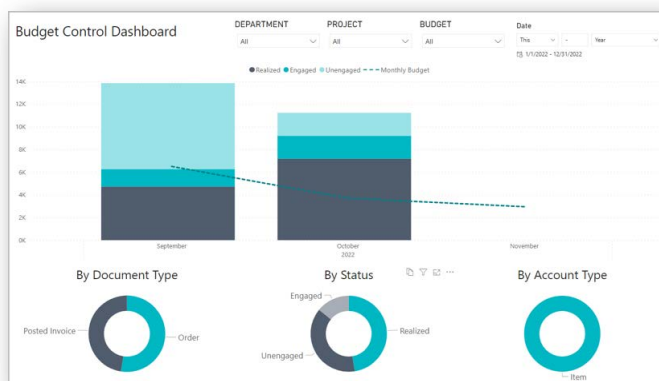 Budget Control Dashboard
DEPARTMENT PROJECT BUDGET Date
All All All This - Year
1/1/2022 - 12/31/2022
Realized Engaged Unengaged Monthly Budget
14K
12K
10K
8K
6K
4K
2K
0K
September October November
2022
By Document Type By Status By Account Type
Engaged
Posted Invoice Order Unengaged Realized
Item